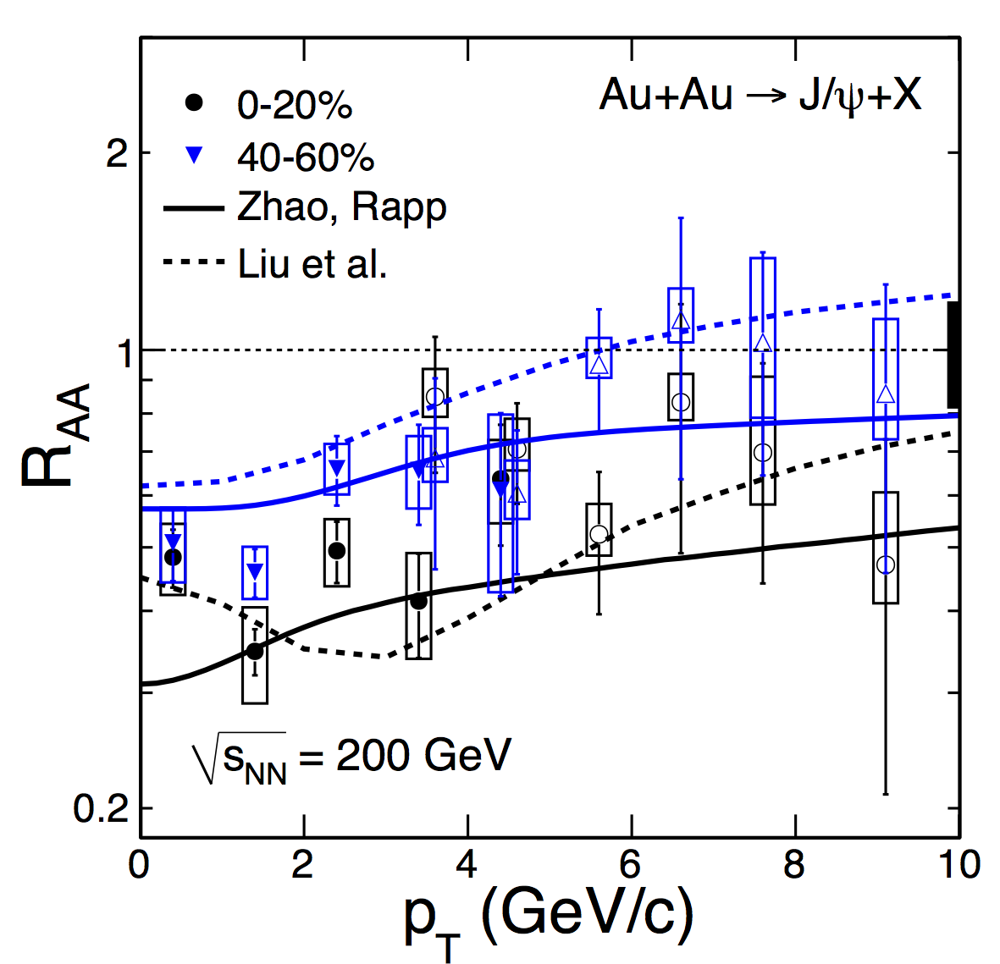 Au+Au → J/ψ+X
0-20%
40-60%
Zhao, Rapp
Liu et al.
2
1
0.2
R_AA
√s_NN = 200 GeV
0 2 4 6 8 10
p_T (GeV/c)